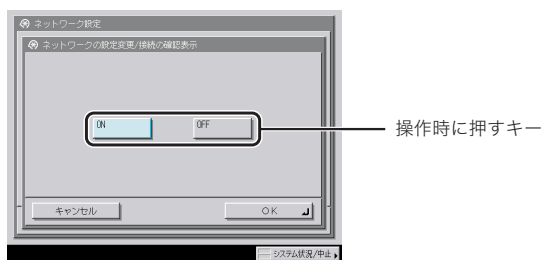 ネットワーク設定
ネットワークの設定変更/接続の確認表示
ON
OFF
操作時に押すキー
キャンセル
OK
システム状況/中止